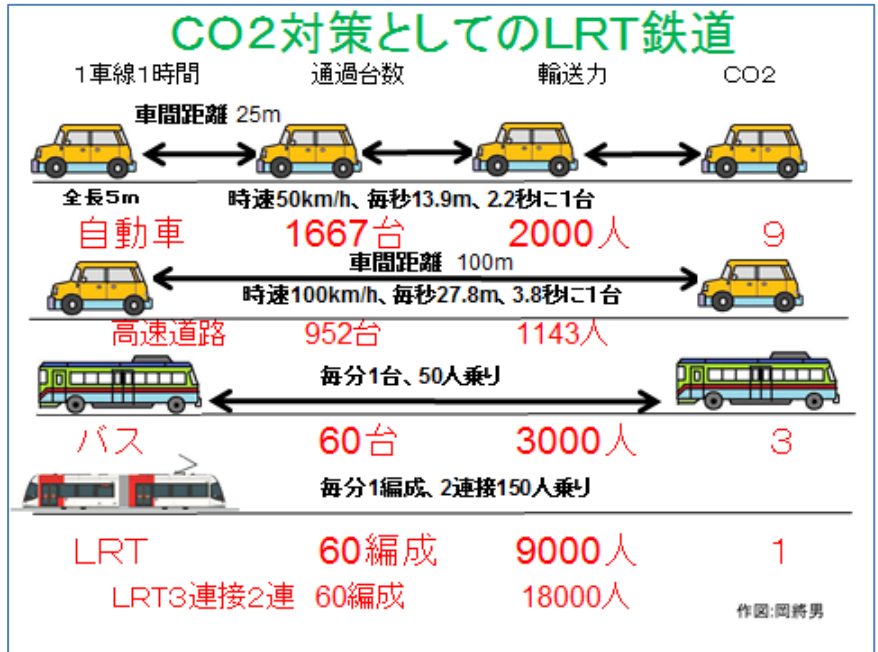 CO2対策としてのLRT鉄道
1車線1時間 通過台数 輸送力 CO2
車間距離 25m
全長5m 時速50km/h、毎秒13.9m、2.2秒に1台
自動車 1667台 2000人 9
車間距離 100m
時速100km/h、毎秒27.8m、3.8秒に1台
高速道路 952台 1143人
毎分1台、50人乗り
バス 60台 3000人 3
毎分1編成、2連接150人乗り
LRT 60編成 9000人 1
LRT3連接2連 60編成 18000人
作図:岡將男